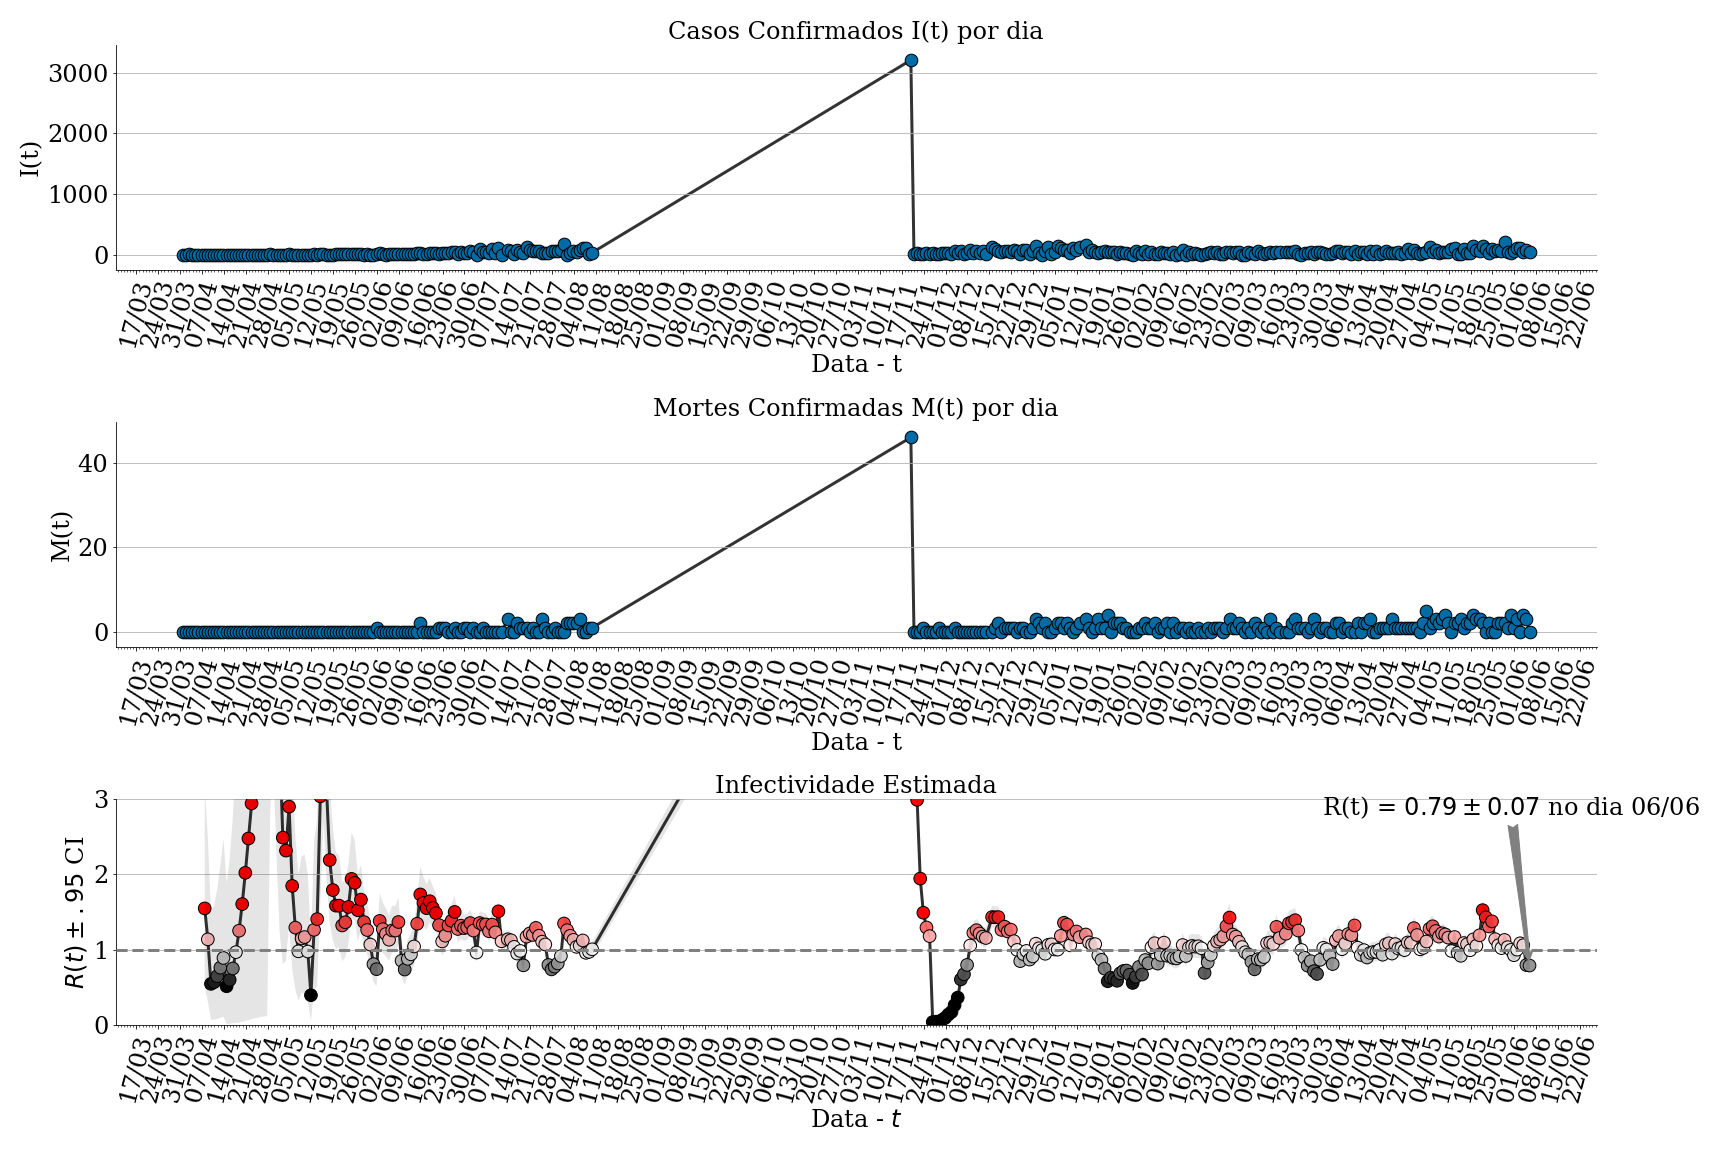 Casos Confirmados I(t) por dia
I(t)
3000
2000
1000
0
17/03 24/03 31/03 07/04 14/04 21/04 28/04 05/05 12/05 19/05 26/05 02/06 09/06 16/06 23/06 30/06 07/07 14/07 21/07 28/07 04/08 11/08 18/08 25/08 01/09 08/09 15/09 22/09 29/09 06/10 13/10 20/10 27/10 03/11 10/11 17/11 24/11 01/12 08/12 15/12 22/12 29/12 05/01 12/01 19/01 26/01 02/02 09/02 16/02 23/02 02/03 09/03 16/03 23/03 30/03 06/04 13/04 20/04 27/04 04/05 11/05 18/05 25/05 01/06 08/06 15/06 22/06
Data - t
Mortes Confirmadas M(t) por dia
M(t)
40
20
0
17/03 24/03 31/03 07/04 14/04 21/04 28/04 05/05 12/05 19/05 26/05 02/06 09/06 16/06 23/06 30/06 07/07 14/07 21/07 28/07 04/08 11/08 18/08 25/08 01/09 08/09 15/09 22/09 29/09 06/10 13/10 20/10 27/10 03/11 10/11 17/11 24/11 01/12 08/12 15/12 22/12 29/12 05/01 12/01 19/01 26/01 02/02 09/02 16/02 23/02 02/03 09/03 16/03 23/03 30/03 06/04 13/04 20/04 27/04 04/05 11/05 18/05 25/05 01/06 08/06 15/06 22/06
Data - t
Infectividade Estimada
R(t) = 0.79 ± 0.07 no dia 06/06
R(t) ± .95 CI
3
2
1
0
17/03 24/03 31/03 07/04 14/04 21/04 28/04 05/05 12/05 19/05 26/05 02/06 09/06 16/06 23/06 30/06 07/07 14/07 21/07 28/07 04/08 11/08 18/08 25/08 01/09 08/09 15/09 22/09 29/09 06/10 13/10 20/10 27/10 03/11 10/11 17/11 24/11 01/12 08/12 15/12 22/12 29/12 05/01 12/01 19/01 26/01 02/02 09/02 16/02 23/02 02/03 09/03 16/03 23/03 30/03 06/04 13/04 20/04 27/04 04/05 11/05 18/05 25/05 01/06 08/06 15/06 22/06
Data - t